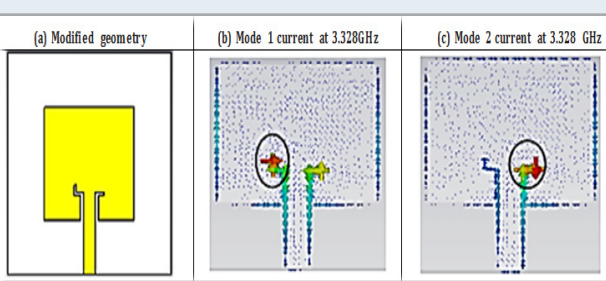 (a) Modified geometry
(b) Mode 1 current at 3.328GHz
(c) Mode 2 current at 3.328 GHz